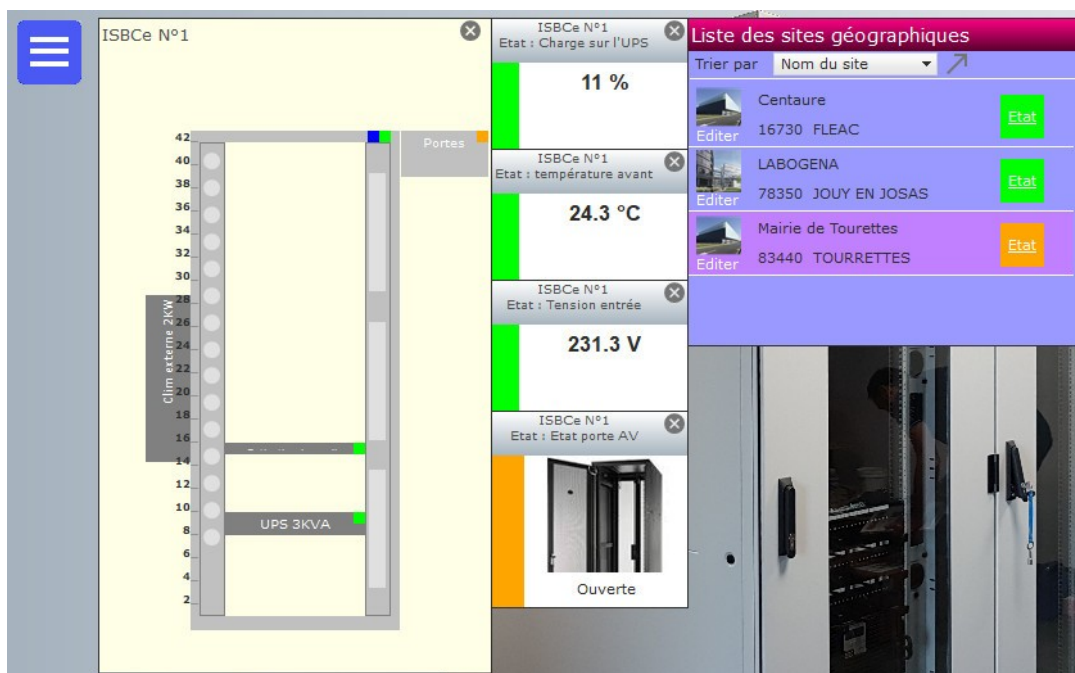 ISBCe N°1
42
40
38
36
34
32
30
28
26
24
22
20
18
16
14
12
10
8
6
4
2
Clim externe 2KW
UPS 3KVA
Portes
ISBCe N°1
Etat : Charge sur l'UPS
11 %
ISBCe N°1
Etat : température avant
24.3 °C
ISBCe N°1
Etat : Tension entrée
231.3 V
ISBCe N°1
Etat : Etat porte AV
Ouverte
Liste des sites géographiques
Trier par Nom du site
Centaure
Editer 16730 FLEAC Etat
LABOGENA
Editer 78350 JOUY EN JOSAS Etat
Mairie de Tourettes
Editer 83440 TOURRETTES Etat